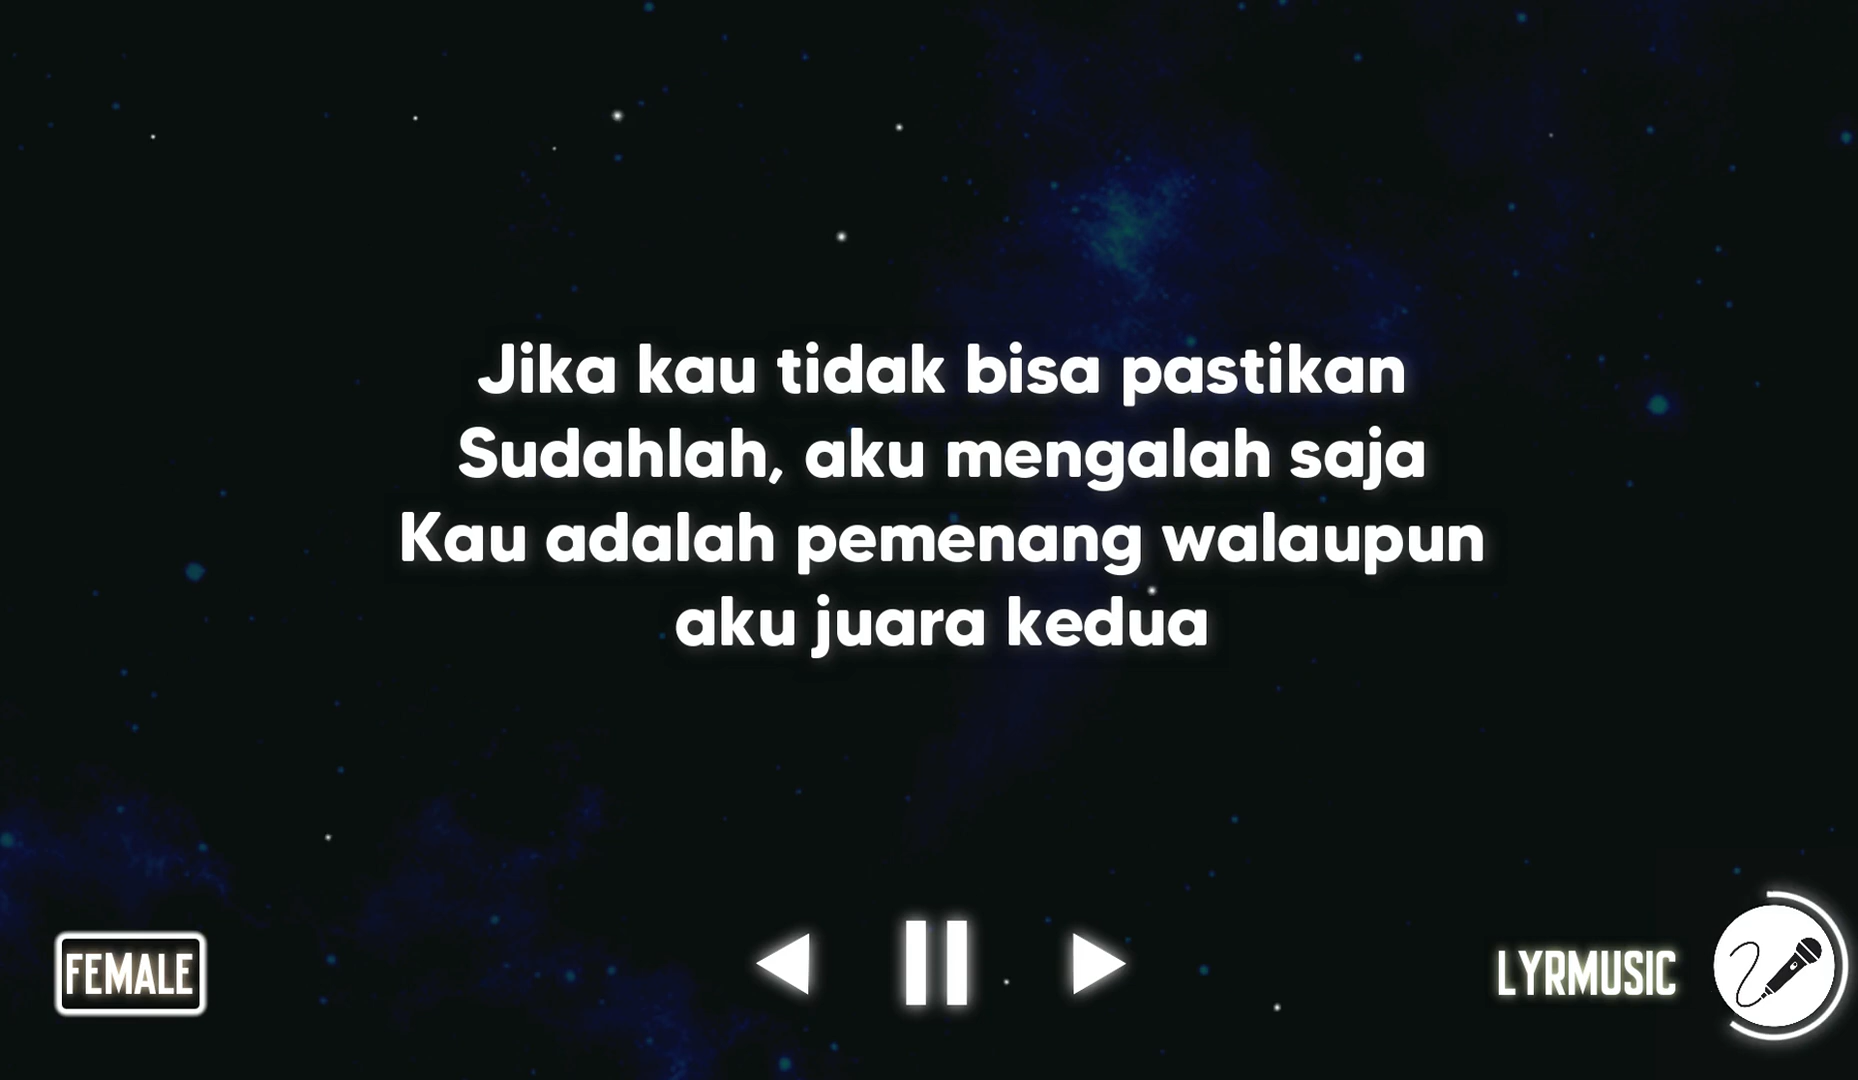 Jika kau tidak bisa pastikan
Sudahlah, aku mengalah saja
Kau adalah pemenang walaupun
aku juara kedua
FEMALE
LYRMUSIC